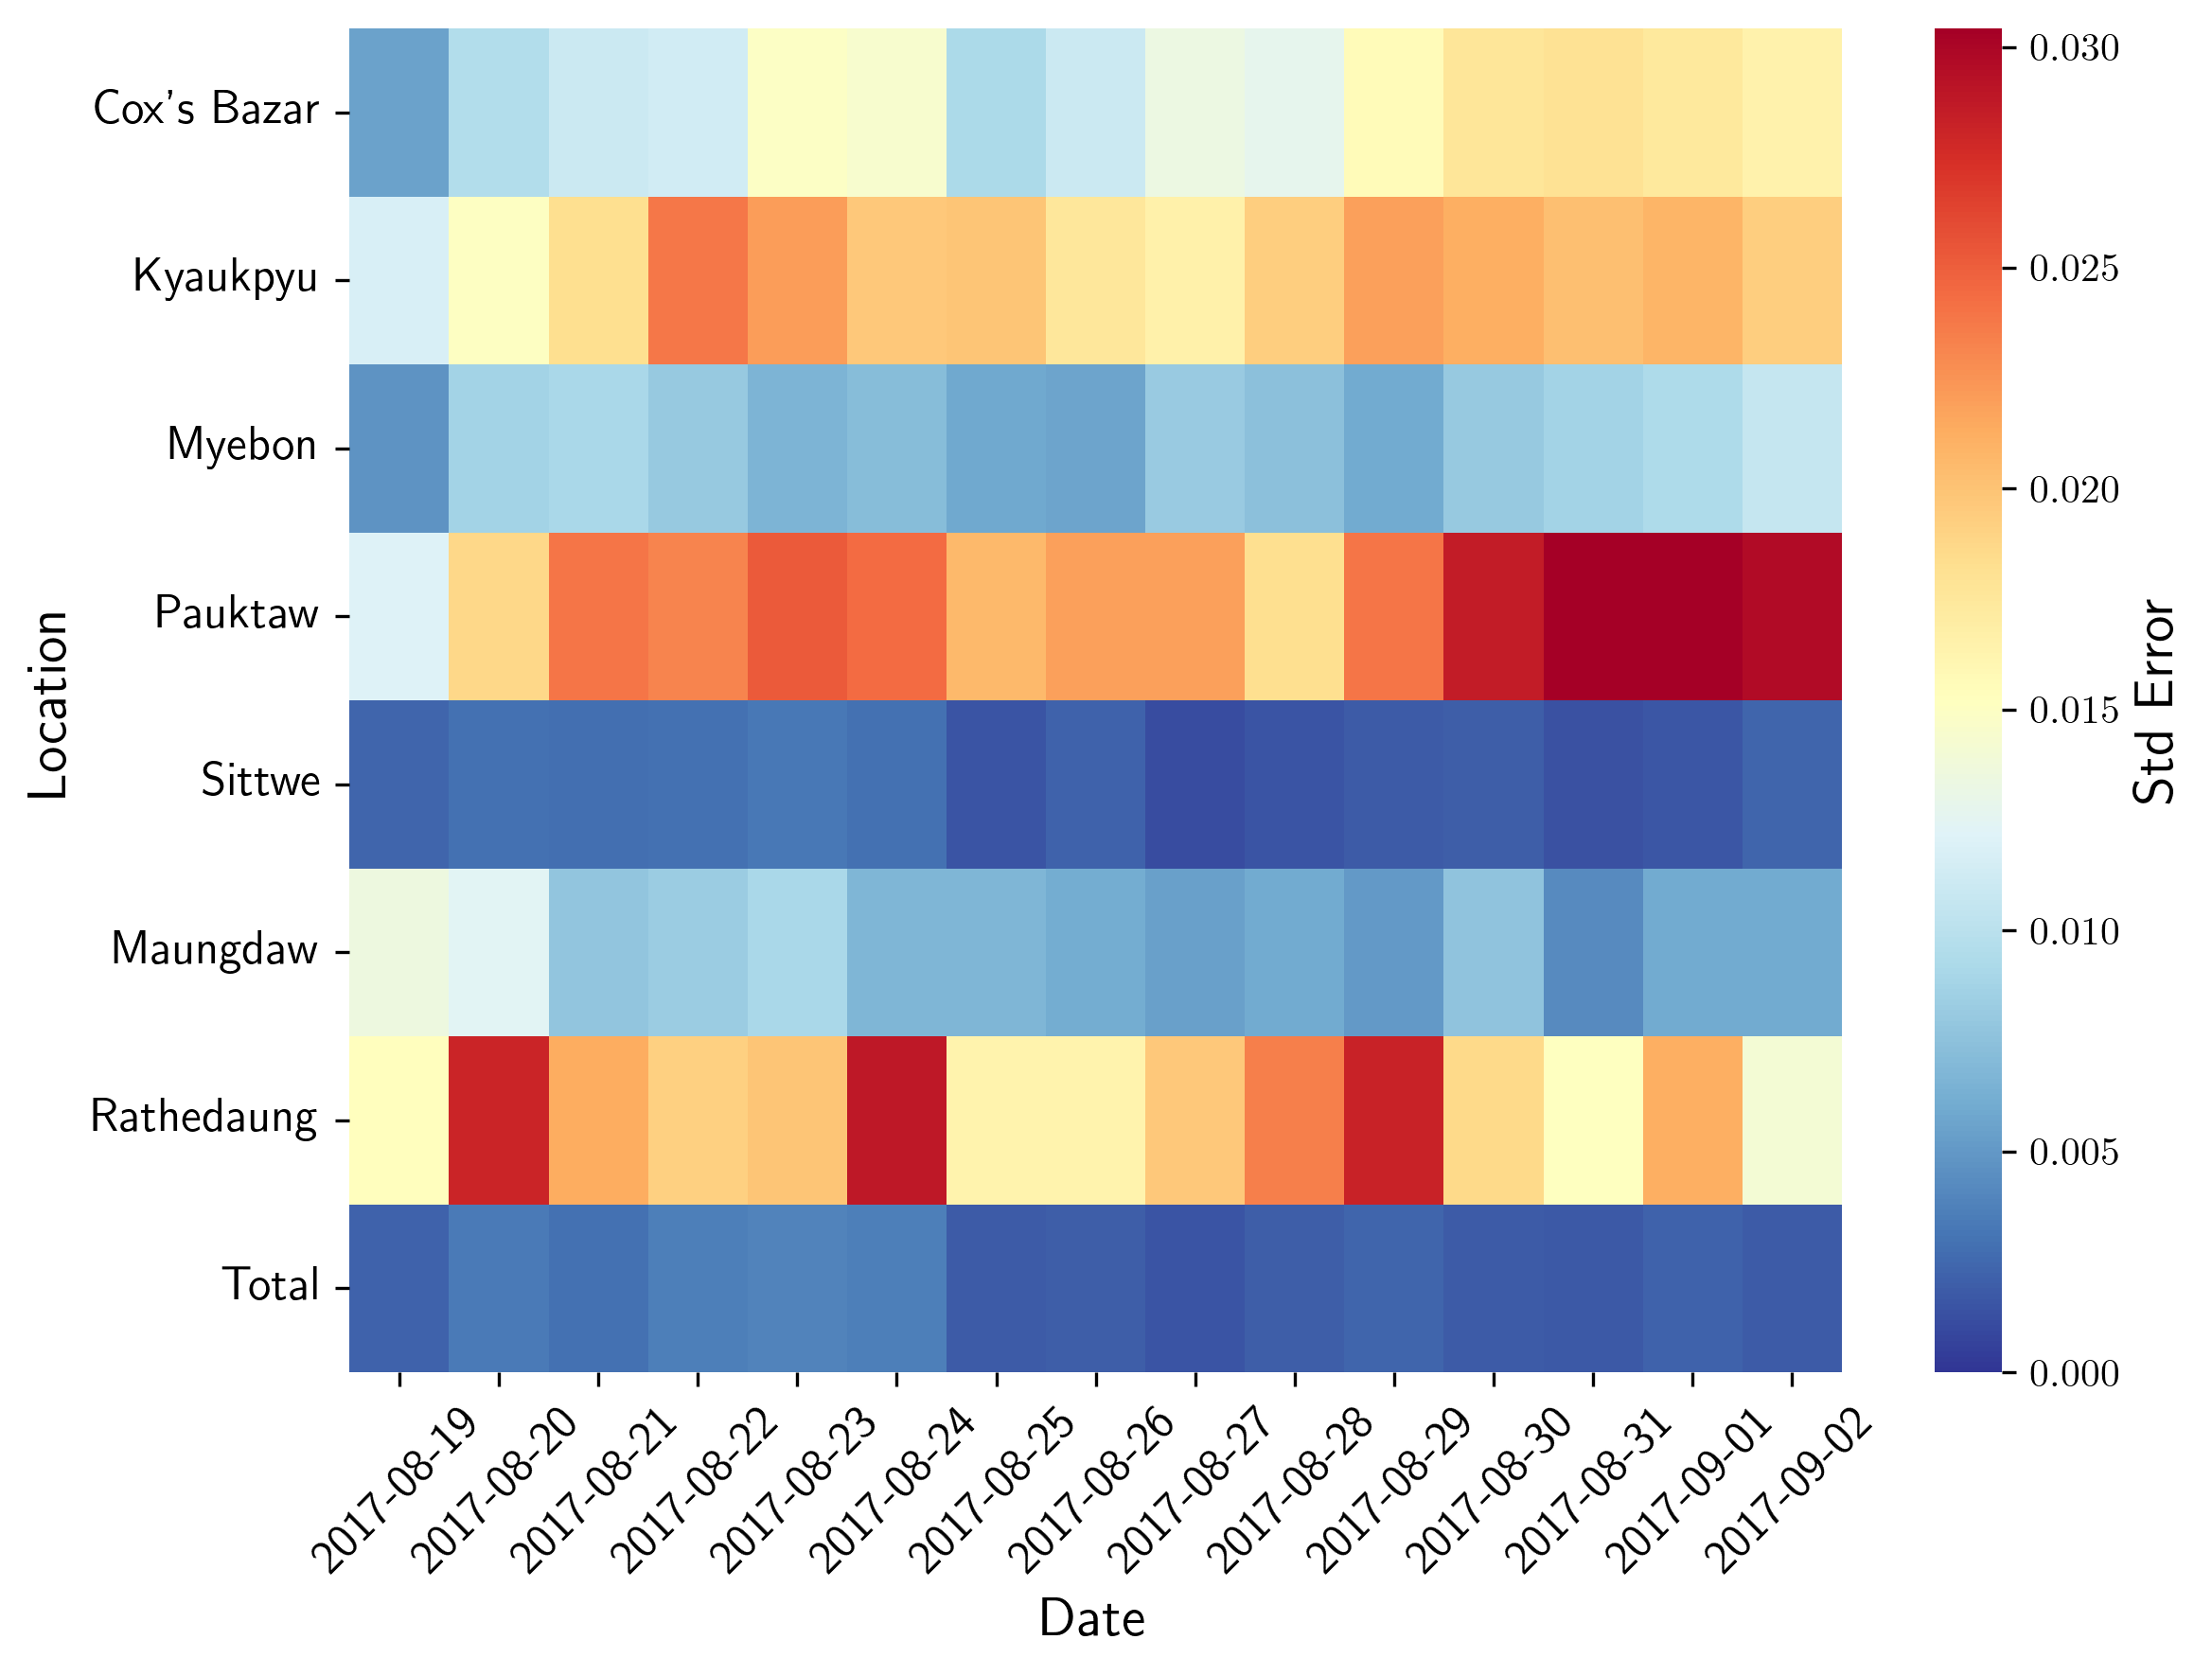 Cox's Bazar
Kyaukpyu
Myebon
Pauktaw
Sittwe
Maungdaw
Rathedaung
Total
Location
2017-08-19
2017-08-20
2017-08-21
2017-08-22
2017-08-23
2017-08-24
2017-08-25
2017-08-26
2017-08-27
2017-08-28
2017-08-29
2017-08-30
2017-08-31
2017-09-01
2017-09-02
Date
0.030
0.025
0.020
0.015
0.010
0.005
0.000
Std Error